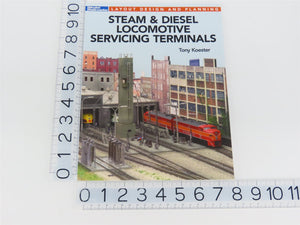 LAYOUT DESIGN AND PLANNING
STEAM & DIESEL
LOCOMOTIVE
SERVICING TERMINALS
Tony Koester
0 1 2 3 4 5 6 7 8 9 10
0 1 2 3 4 5 6 7 8 9 10 11